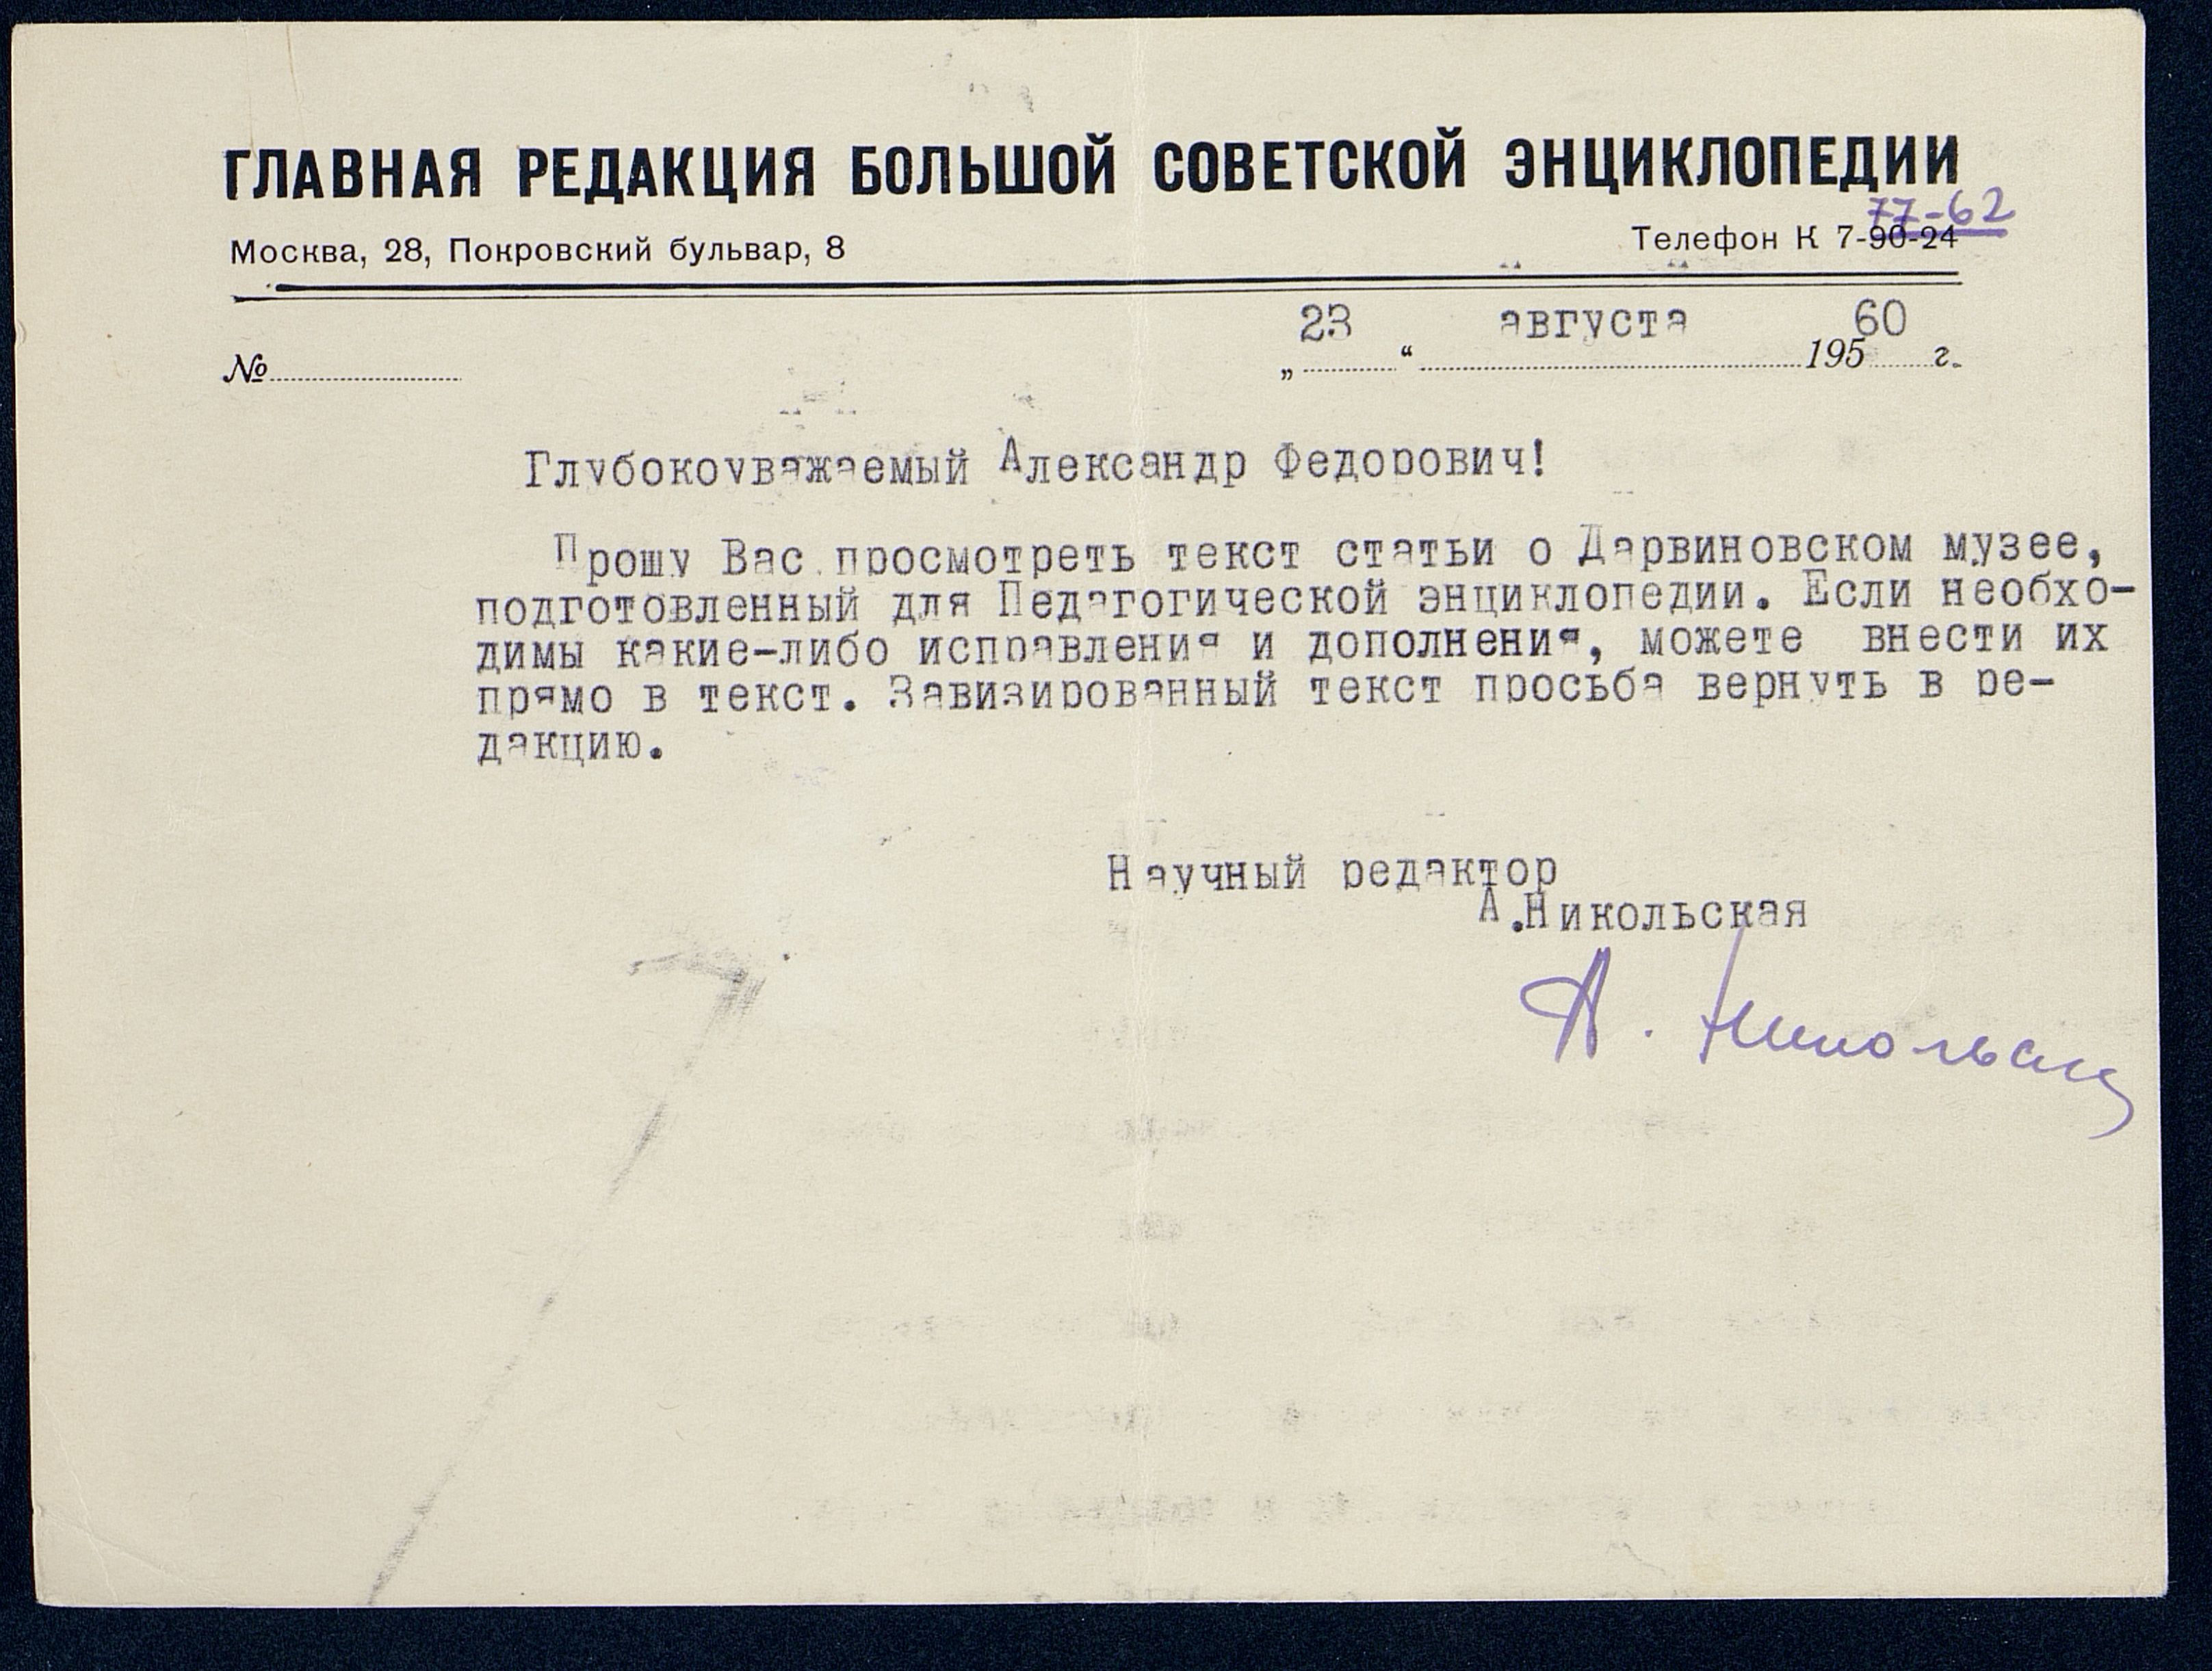 ГЛАВНАЯ РЕДАКЦИЯ БОЛЬШОЙ СОВЕТСКОЙ ЭНЦИКЛОПЕДИИ
77-62
Москва, 28, Покровский бульвар, 8 Телефон К 7-90-24
23 августа 60
№ „ “ 195 г.
Глубокоуважаемый Александр Федорович!
Прошу Вас просмотреть текст статьи о Дарвиновском музее,
подготовленный для Педагогической энциклопедии. Если необхо-
димы какие-либо исправления и дополнения, можете внести их
прямо в текст. Завизированный текст просьба вернуть в ре-
дакцию.
Научный редактор
А.Никольская
А. Никольская